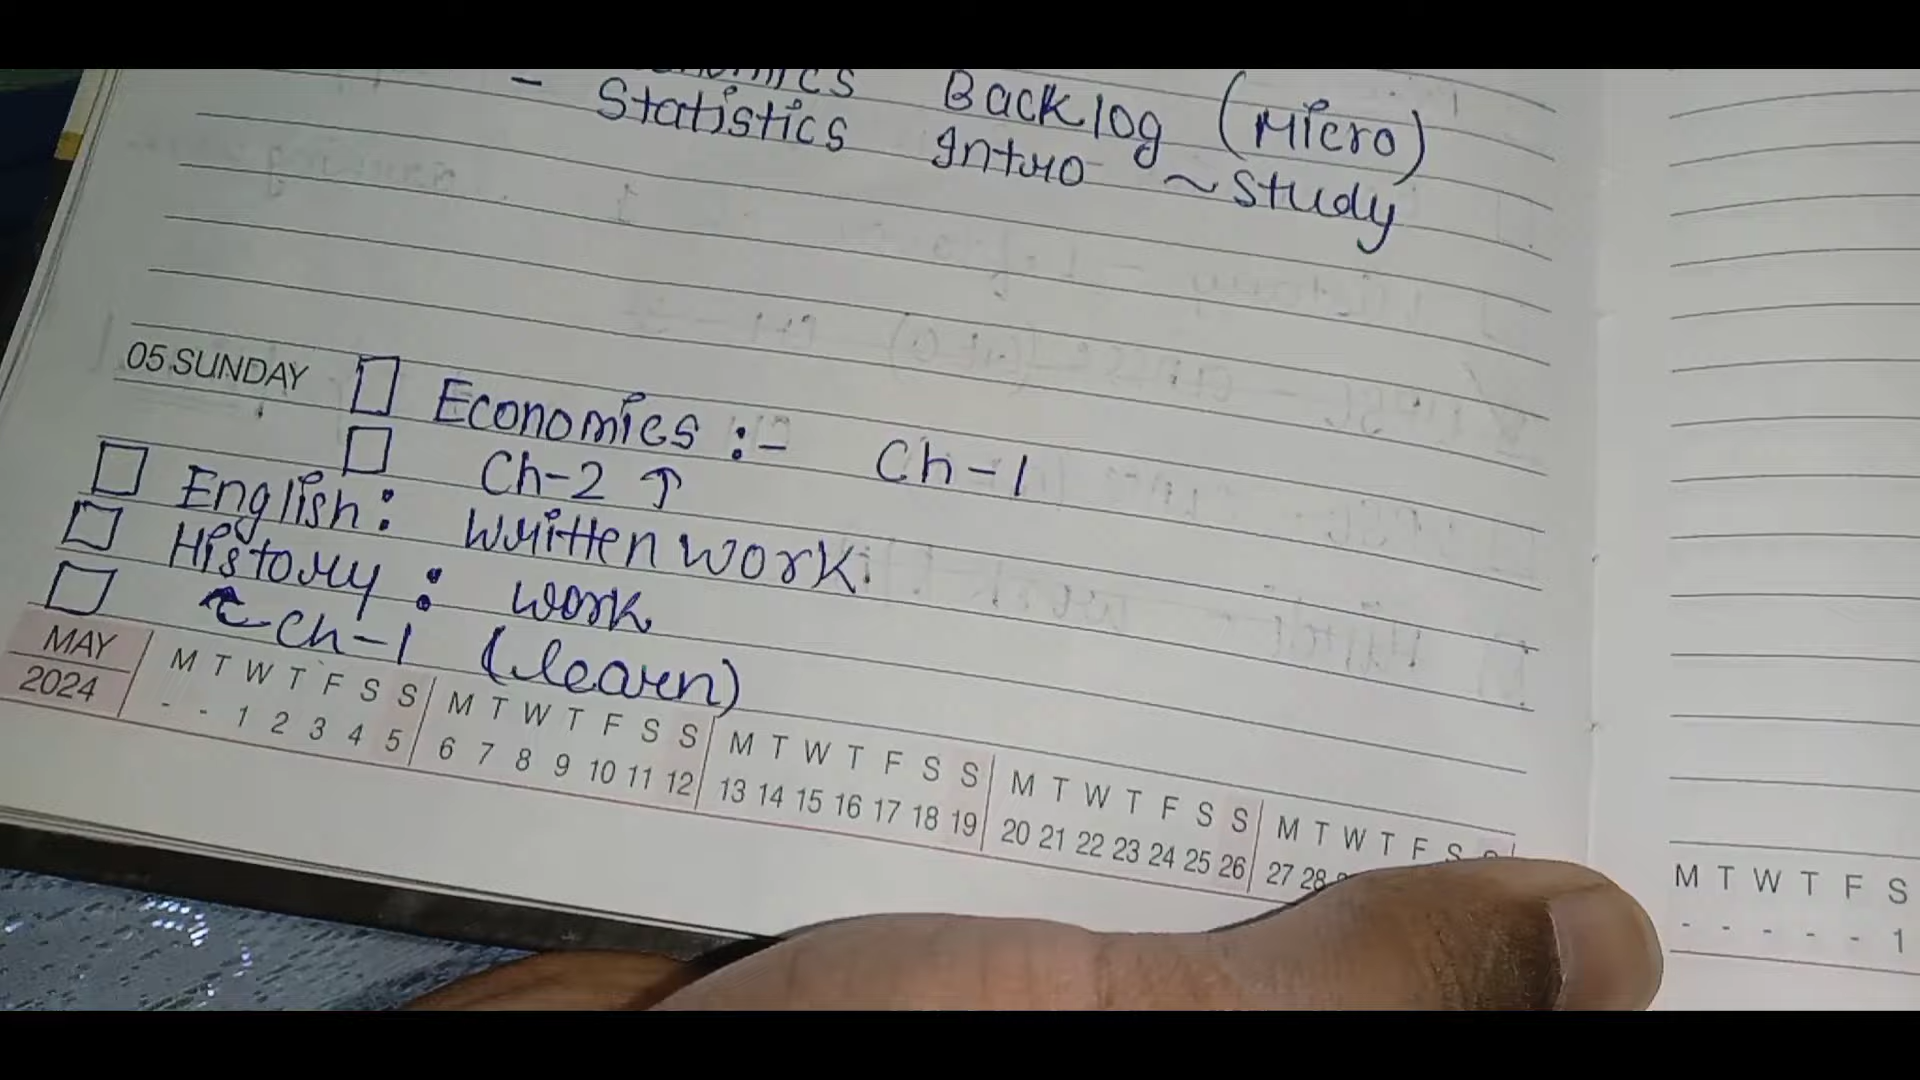 Backlog (Micro)
- Statistics Intro ~ Study
05 SUNDAY
Economics :- Ch-1
Ch-2 ↑
English: written work
History : work
Ch-1 (learn)
MAY 2024
M T W T F S S M T W T F S S M T W T F S S M T W T F S S M T W T F S
- - 1 2 3 4 5 6 7 8 9 10 11 12 13 14 15 16 17 18 19 20 21 22 23 24 25 26 27 28
M T W T F S
- - - - - 1